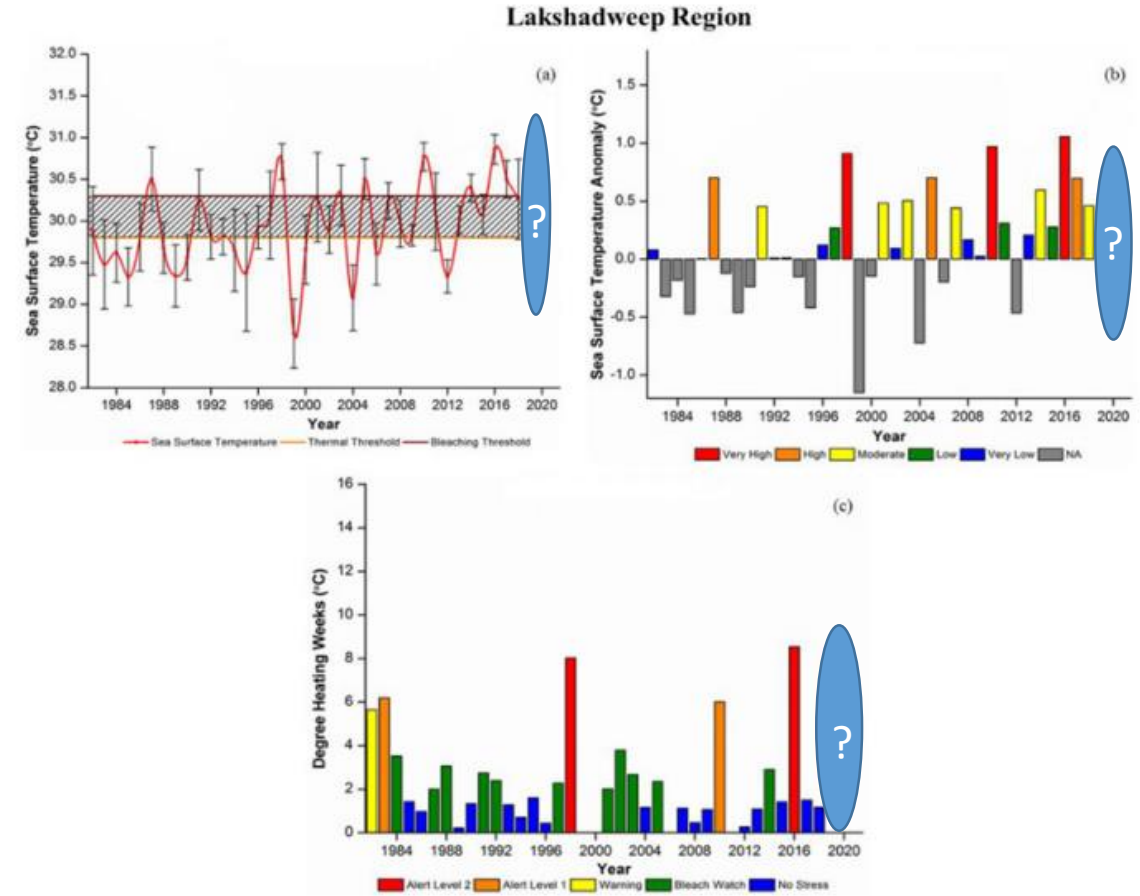 Lakshadweep Region
(a)
Sea Surface Temperature (°C)
32.0
31.5
31.0
30.5
30.0
29.5
29.0
28.5
28.0
?
1984 1988 1992 1996 2000 2004 2008 2012 2016 2020
Year
Sea Surface Temperature Thermal Threshold Bleaching Threshold
(b)
Sea Surface Temperature Anomaly (°C)
1.5
1.0
0.5
0.0
-0.5
-1.0
?
1984 1988 1992 1996 2000 2004 2008 2012 2016 2020
Year
Very High High Moderate Low Very Low NA
(c)
Degree Heating Weeks (°C)
16
14
12
10
8
6
4
2
0
?
1984 1988 1992 1996 2000 2004 2008 2012 2016 2020
Year
Alert Level 2 Alert Level 1 Warning Bleach Watch No Stress